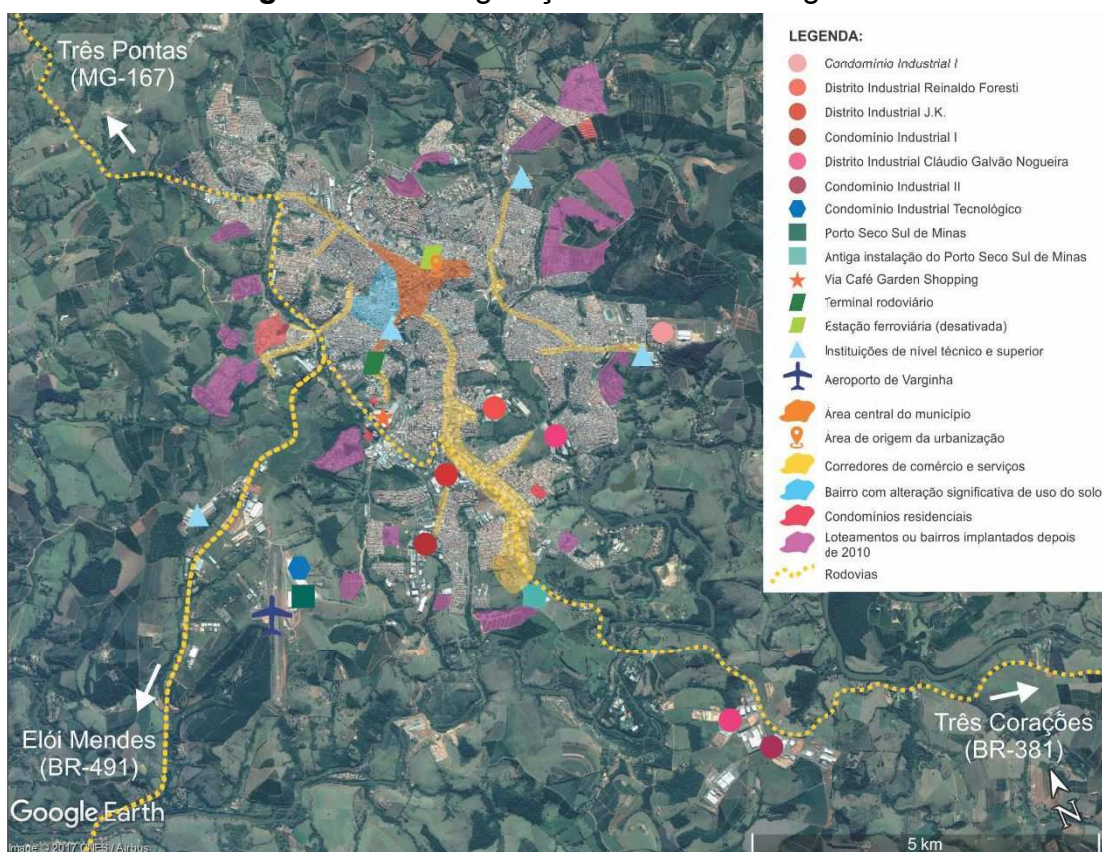 Três Pontas
(MG-167)
LEGENDA:
Condomínio Industrial I
Distrito Industrial Reinaldo Foresti
Distrito Industrial J.K.
Condomínio Industrial I
Distrito Industrial Cláudio Galvão Nogueira
Condomínio Industrial II
Condomínio Industrial Tecnológico
Porto Seco Sul de Minas
Antiga instalação do Porto Seco Sul de Minas
Via Café Garden Shopping
Terminal rodoviário
Estação ferroviária (desativada)
Instituições de nível técnico e superior
Aeroporto de Varginha
Área central do município
Área de origem da urbanização
Corredores de comércio e serviços
Bairro com alteração significativa de uso do solo
Condomínios residenciais
Loteamentos ou bairros implantados depois
de 2010
Rodovias
Elói Mendes
(BR-491)
Três Corações
(BR-381)
N
Google Earth
Image © 2017 CNES / Airbus
5 km